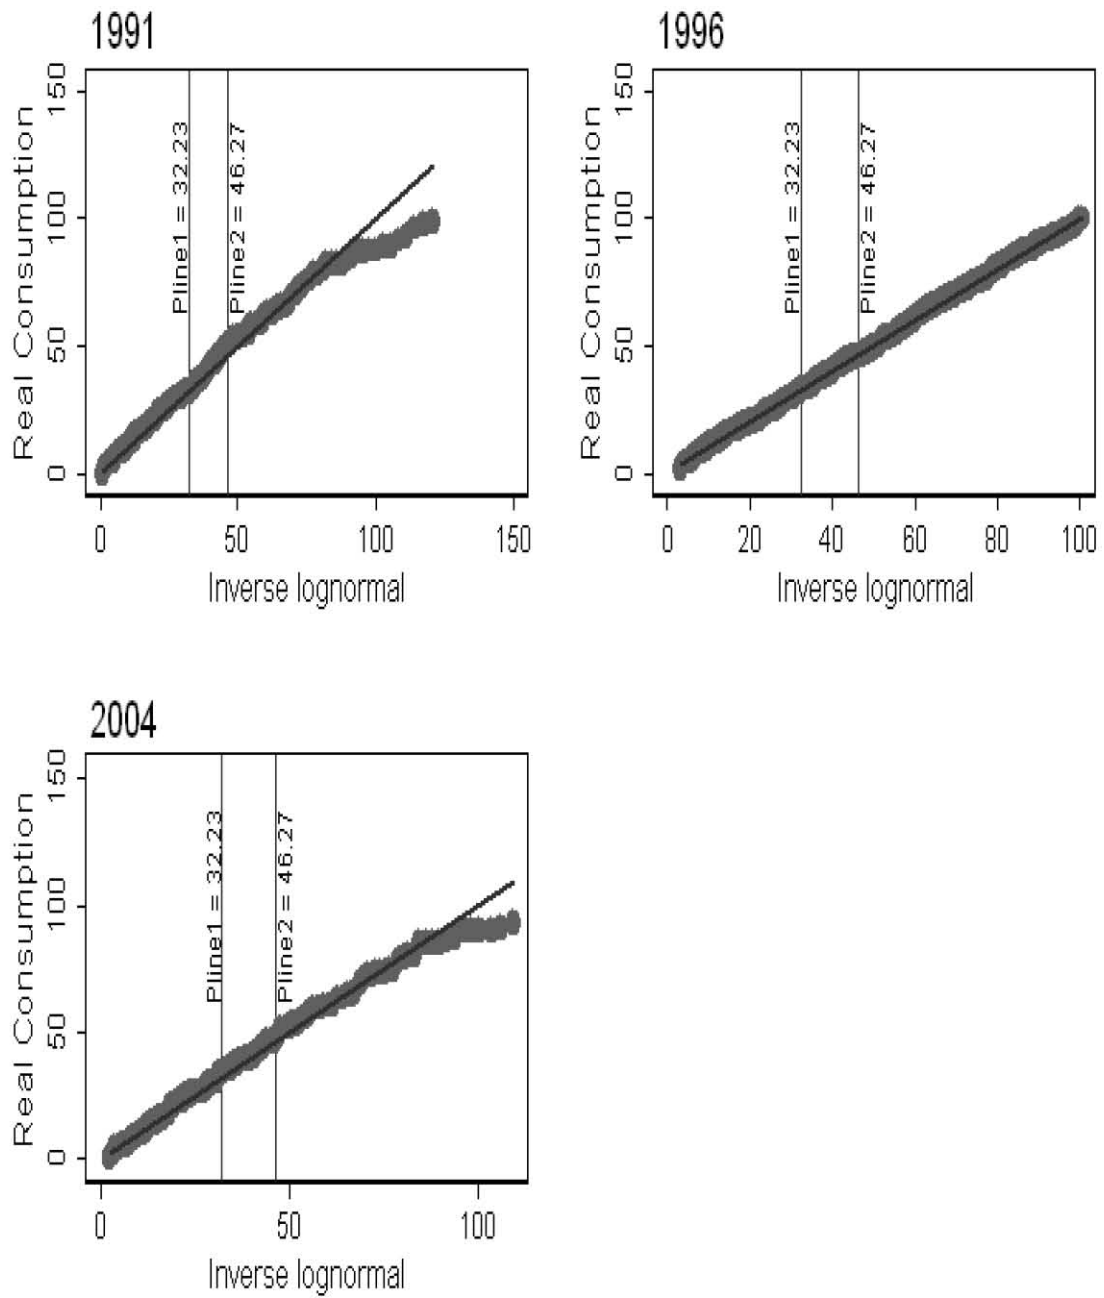 1991
Real Consumption
150
100
50
0
Pline1 = 32.23
Pline2 = 46.27
0 50 100 150
Inverse lognormal
1996
Real Consumption
150
100
50
0
Pline1 = 32.23
Pline2 = 46.27
0 20 40 60 80 100
Inverse lognormal
2004
Real Consumption
150
100
50
0
Pline1 = 32.23
Pline2 = 46.27
0 50 100
Inverse lognormal